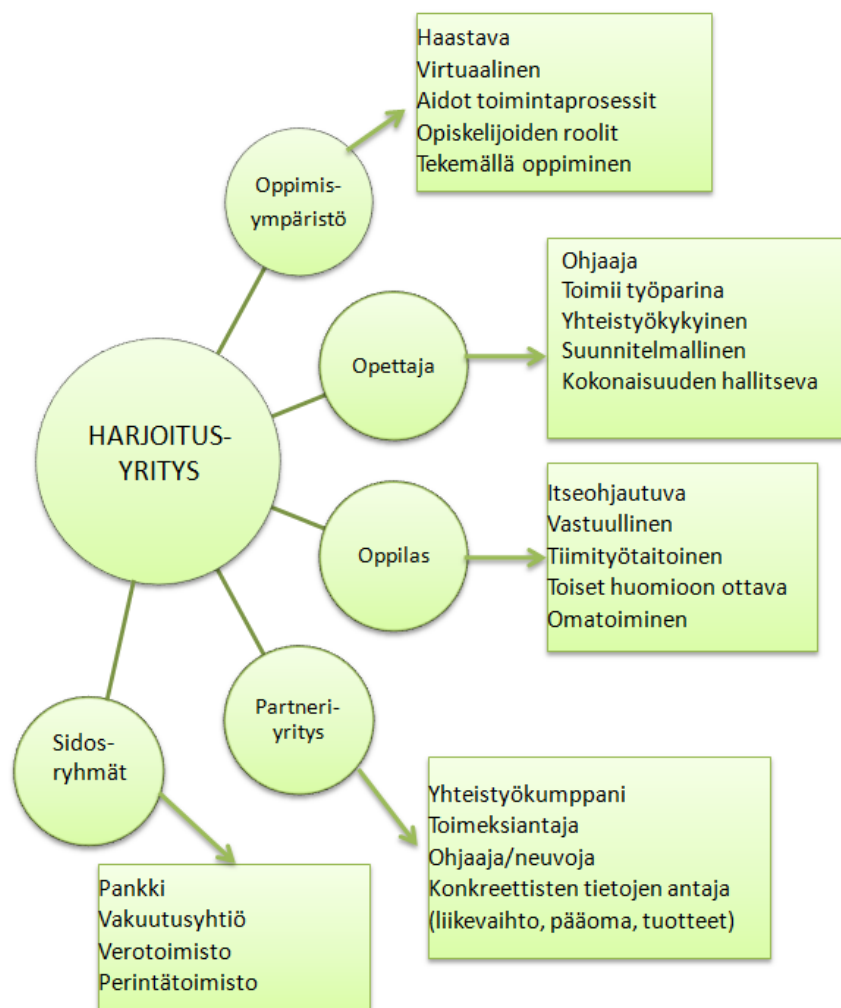 Haastava
Virtuaalinen
Aidot toimintaprosessit
Opiskelijoiden roolit
Tekemällä oppiminen
Oppimis-
ympäristö
Ohjaaja
Toimii työparina
Yhteistyökykyinen
Suunnitelmallinen
Kokonaisuuden hallitseva
Opettaja
HARJOITUS-
YRITYS
Itseohjautuva
Vastuullinen
Tiimityötaitoinen
Toiset huomioon ottava
Omatoiminen
Oppilas
Partneri-
yritys
Sidos-
ryhmät
Yhteistyökumppani
Toimeksiantaja
Ohjaaja/neuvoja
Konkreettisten tietojen antaja
(liikevaihto, pääoma, tuotteet)
Pankki
Vakuutusyhtiö
Verotoimisto
Perintätoimisto